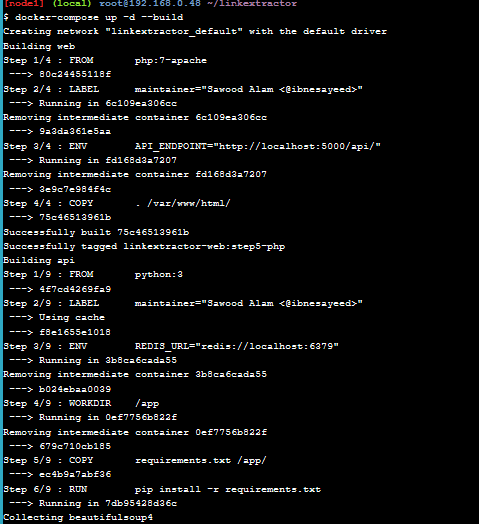 [node1] (local) root@192.168.0.48 ~/linkextractor
$ docker-compose up -d --build
Creating network "linkextractor_default" with the default driver
Building web
Step 1/4 : FROM php:7-apache
---> 80c24455118f
Step 2/4 : LABEL maintainer="Sawood Alam <@ibnesayeed>"
---> Running in 6c109ea306cc
Removing intermediate container 6c109ea306cc
---> 9a3da361e5aa
Step 3/4 : ENV API_ENDPOINT="http://localhost:5000/api/"
---> Running in fd168d3a7207
Removing intermediate container fd168d3a7207
---> 3e9c7e984f4c
Step 4/4 : COPY . /var/www/html/
---> 75c46513961b
Successfully built 75c46513961b
Successfully tagged linkextractor-web:step5-php
Building api
Step 1/9 : FROM python:3
---> 4f7cd4269fa9
Step 2/9 : LABEL maintainer="Sawood Alam <@ibnesayeed>"
---> Using cache
---> f8e1655e1018
Step 3/9 : ENV REDIS_URL="redis://localhost:6379"
---> Running in 3b8ca6cada55
Removing intermediate container 3b8ca6cada55
---> b024ebaa0039
Step 4/9 : WORKDIR /app
---> Running in 0ef7756b822f
Removing intermediate container 0ef7756b822f
---> 679c710cb185
Step 5/9 : COPY requirements.txt /app/
---> ec4b9a7abf36
Step 6/9 : RUN pip install -r requirements.txt
---> Running in 7db95428d36c
Collecting beautifulsoup4